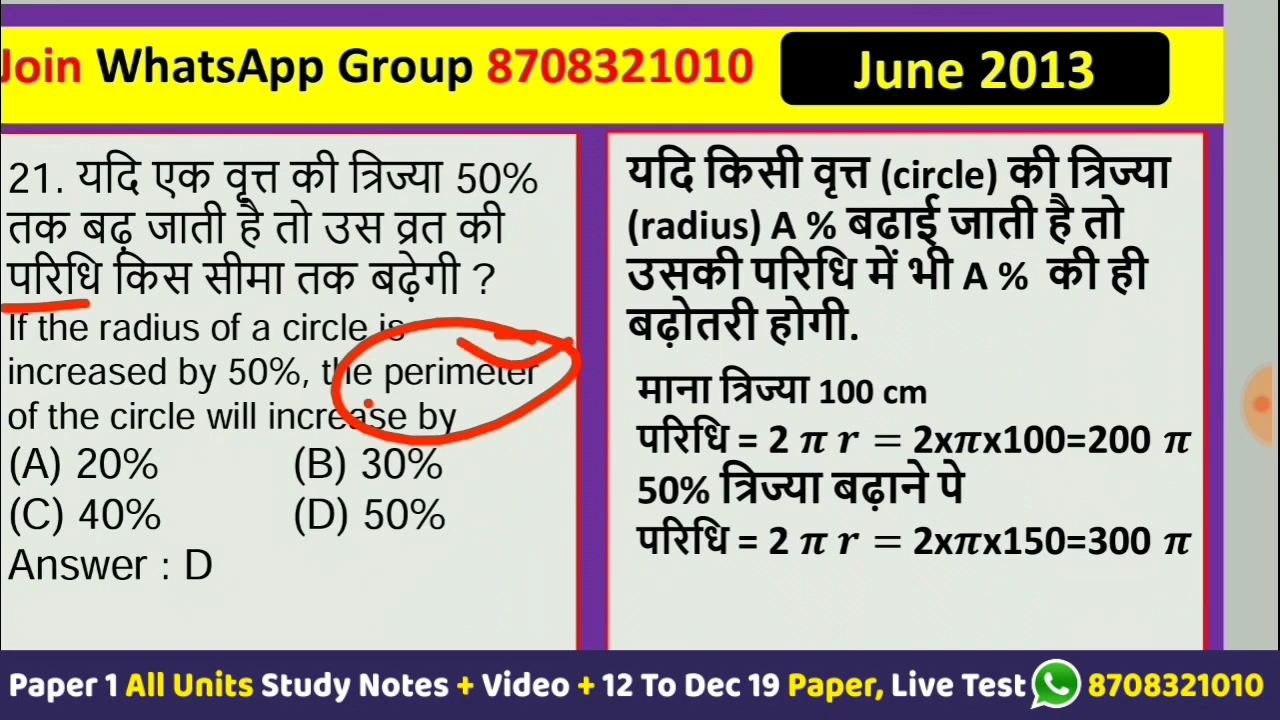 Join WhatsApp Group 8708321010
June 2013
21. यदि एक वृत्त की त्रिज्या 50%
तक बढ़ जाती है तो उस व्रत की
परिधि किस सीमा तक बढ़ेगी ?
If the radius of a circle is
increased by 50%, the perimeter
of the circle will increase by
(A) 20% (B) 30%
(C) 40% (D) 50%
Answer : D
यदि किसी वृत्त (circle) की त्रिज्या
(radius) A % बढाई जाती है तो
उसकी परिधि में भी A % की ही
बढ़ोतरी होगी.
माना त्रिज्या 100 cm
परिधि = 2 π r = 2xπx100=200 π
50% त्रिज्या बढ़ाने पे
परिधि = 2 π r = 2xπx150=300 π
Paper 1 All Units Study Notes + Video + 12 To Dec 19 Paper, Live Test 8708321010